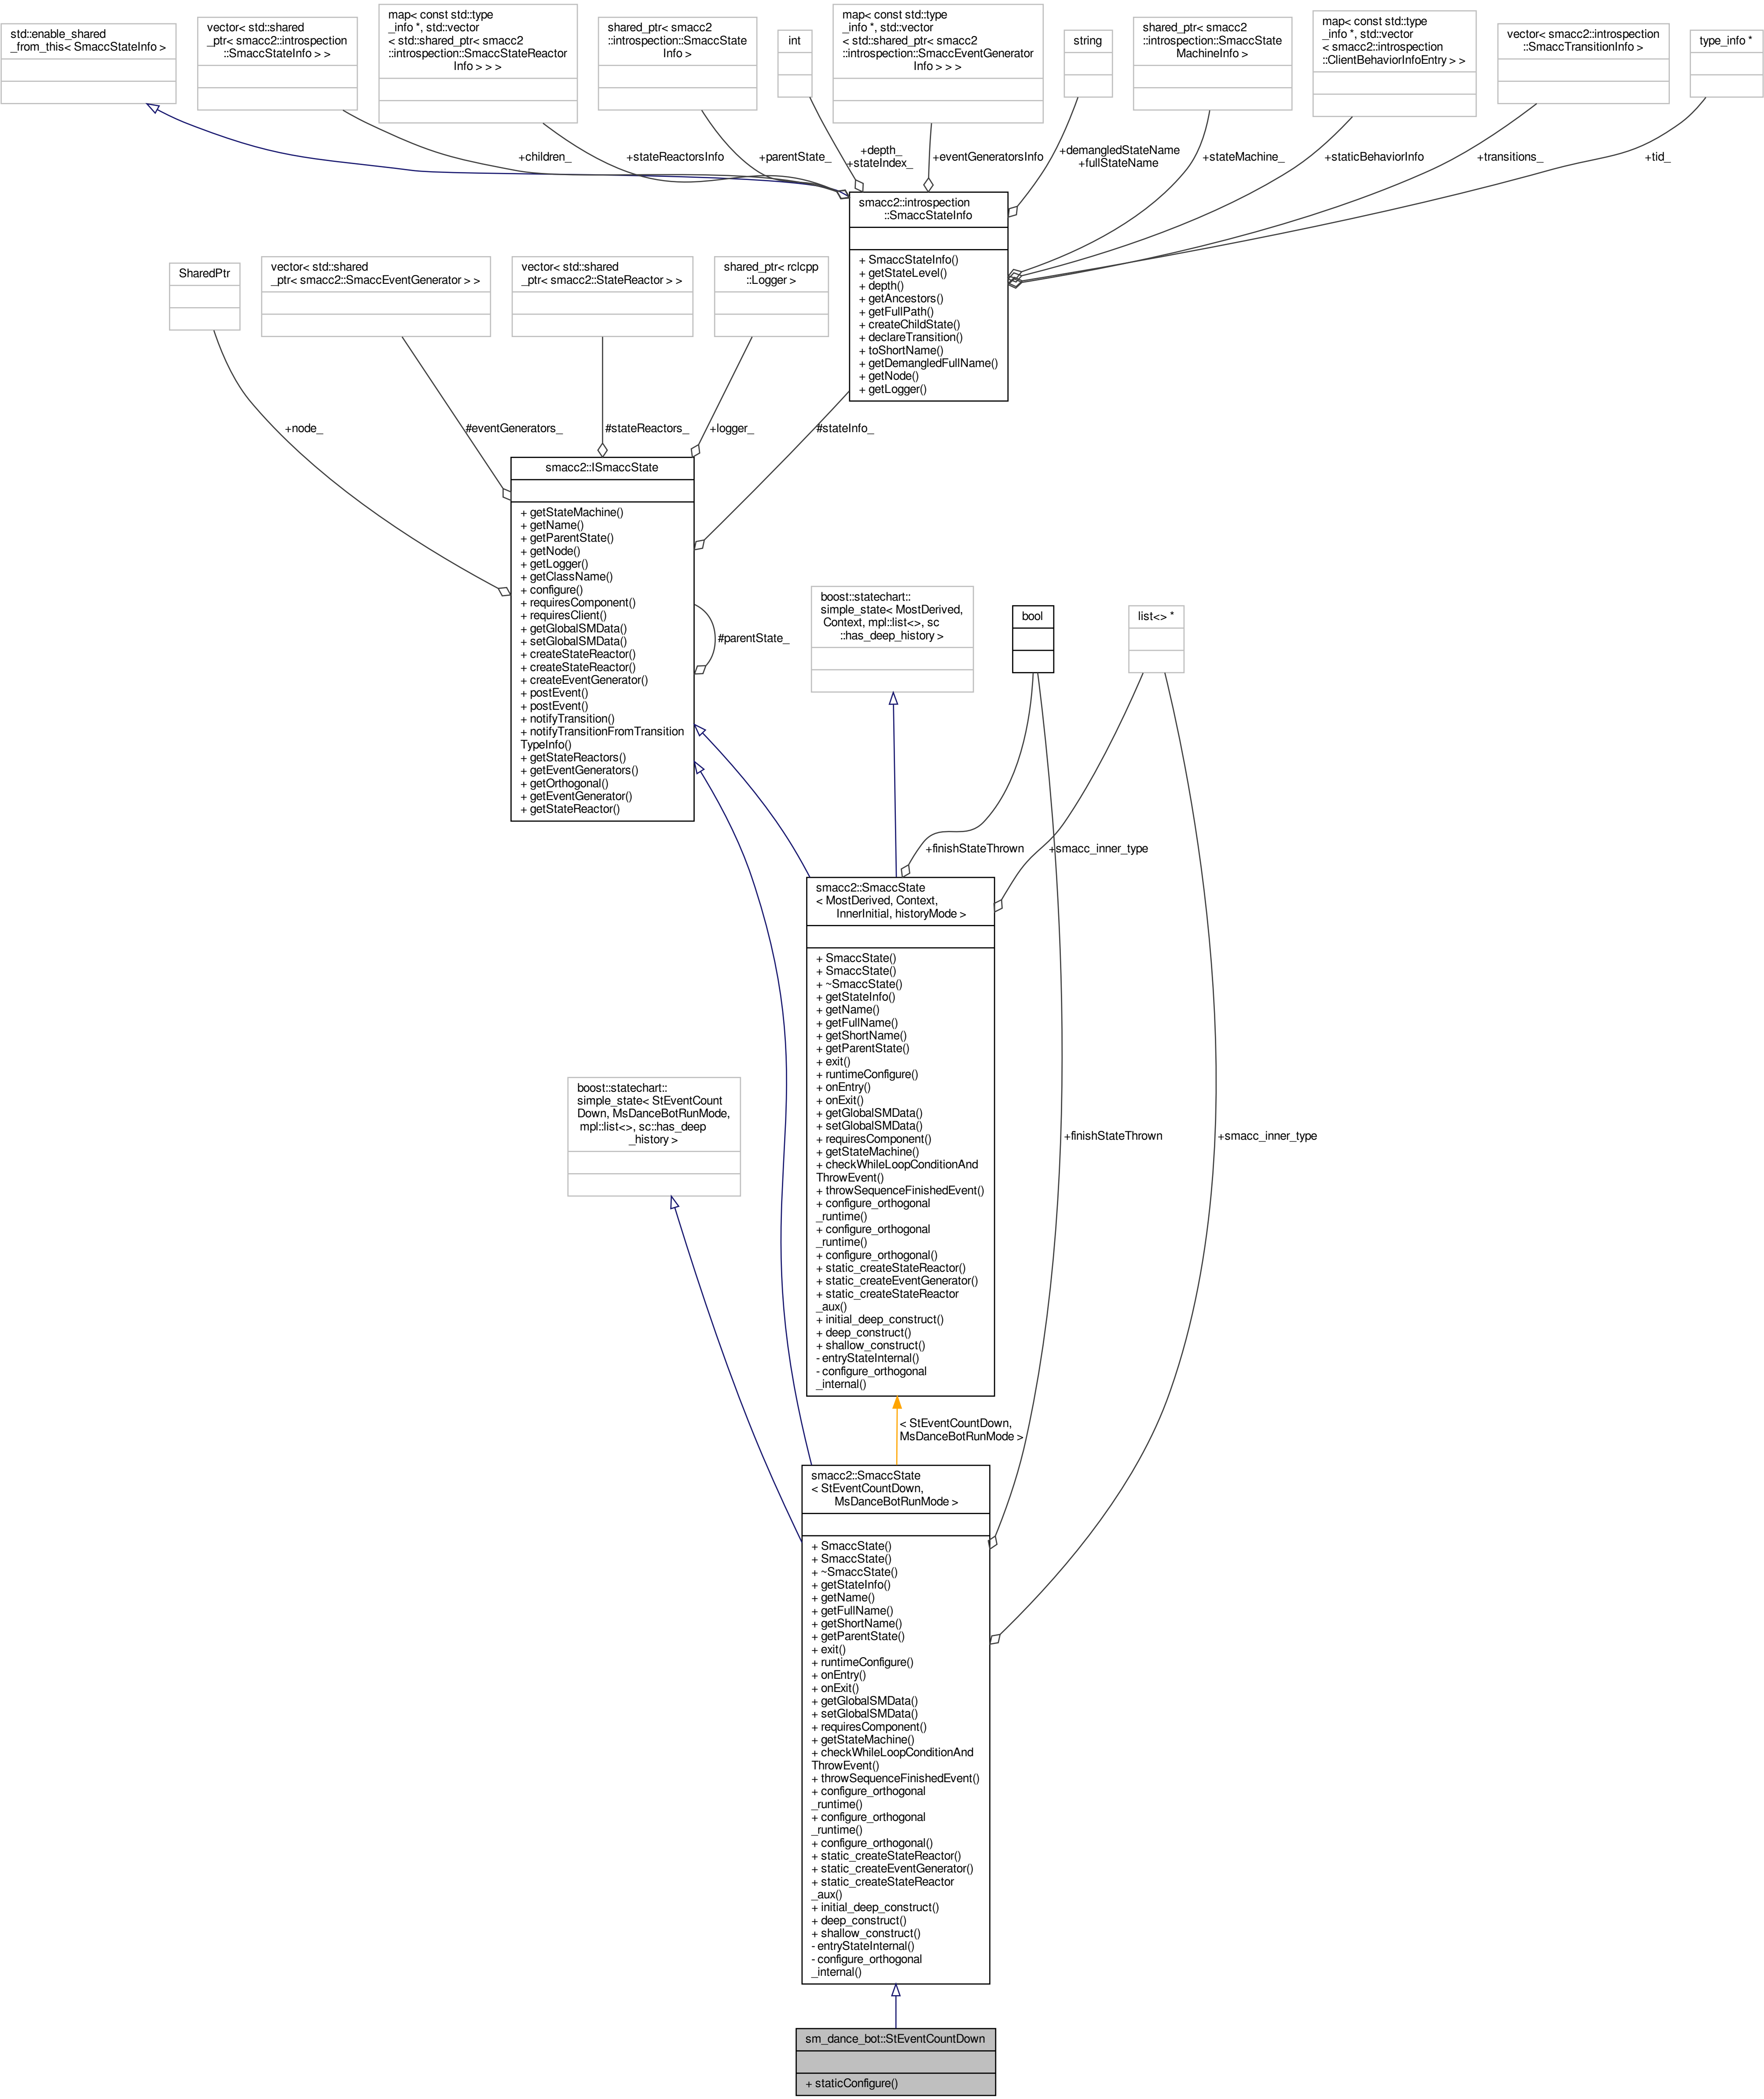 std::enable_shared
_from_this< SmaccStateInfo >
vector< std::shared
_ptr< smacc2::introspection
::SmaccStateInfo > >
map< const std::type
_info *, std::vector
< std::shared_ptr< smacc2
::introspection::SmaccStateReactor
Info > > >
shared_ptr< smacc2
::introspection::SmaccState
Info >
int
map< const std::type
_info *, std::vector
< std::shared_ptr< smacc2
::introspection::SmaccEventGenerator
Info > > >
string
shared_ptr< smacc2
::introspection::SmaccState
MachineInfo >
map< const std::type
_info *, std::vector
< smacc2::introspection
::ClientBehaviorInfoEntry > >
vector< smacc2::introspection
::SmaccTransitionInfo >
type_info *
+children_
+stateReactorsInfo
+parentState_
+depth_
+stateIndex_
+eventGeneratorsInfo
+demangledStateName
+fullStateName
+stateMachine_
+staticBehaviorInfo
+transitions_
+tid_
smacc2::introspection
::SmaccStateInfo
+ SmaccStateInfo()
+ getStateLevel()
+ depth()
+ getAncestors()
+ getFullPath()
+ createChildState()
+ declareTransition()
+ toShortName()
+ getDemangledFullName()
+ getNode()
+ getLogger()
SharedPtr
vector< std::shared
_ptr< smacc2::SmaccEventGenerator > >
vector< std::shared
_ptr< smacc2::StateReactor > >
shared_ptr< rclcpp
::Logger >
+node_
#eventGenerators_
#stateReactors_
+logger_
#stateInfo_
smacc2::ISmaccState
+ getStateMachine()
+ getName()
+ getParentState()
+ getNode()
+ getLogger()
+ getClassName()
+ configure()
+ requiresComponent()
+ requiresClient()
+ getGlobalSMData()
+ setGlobalSMData()
+ createStateReactor()
+ createStateReactor()
+ createEventGenerator()
+ postEvent()
+ postEvent()
+ notifyTransition()
+ notifyTransitionFromTransition
TypeInfo()
+ getStateReactors()
+ getEventGenerators()
+ getOrthogonal()
+ getEventGenerator()
+ getStateReactor()
#parentState_
boost::statechart::
simple_state< MostDerived,
Context, mpl::list<>, sc
::has_deep_history >
bool
list<> *
+finishStateThrown
+smacc_inner_type
smacc2::SmaccState
< MostDerived, Context,
InnerInitial, historyMode >
+ SmaccState()
+ SmaccState()
+ ~SmaccState()
+ getStateInfo()
+ getName()
+ getFullName()
+ getShortName()
+ getParentState()
+ exit()
+ runtimeConfigure()
+ onEntry()
+ onExit()
+ getGlobalSMData()
+ setGlobalSMData()
+ requiresComponent()
+ getStateMachine()
+ checkWhileLoopConditionAnd
ThrowEvent()
+ throwSequenceFinishedEvent()
+ configure_orthogonal
_runtime()
+ configure_orthogonal
_runtime()
+ configure_orthogonal()
+ static_createStateReactor()
+ static_createEventGenerator()
+ static_createStateReactor
_aux()
+ initial_deep_construct()
+ deep_construct()
+ shallow_construct()
- entryStateInternal()
- configure_orthogonal
_internal()
boost::statechart::
simple_state< StEventCount
Down, MsDanceBotRunMode,
mpl::list<>, sc::has_deep
_history >
+finishStateThrown
+smacc_inner_type
< StEventCountDown,
MsDanceBotRunMode >
smacc2::SmaccState
< StEventCountDown,
MsDanceBotRunMode >
+ SmaccState()
+ SmaccState()
+ ~SmaccState()
+ getStateInfo()
+ getName()
+ getFullName()
+ getShortName()
+ getParentState()
+ exit()
+ runtimeConfigure()
+ onEntry()
+ onExit()
+ getGlobalSMData()
+ setGlobalSMData()
+ requiresComponent()
+ getStateMachine()
+ checkWhileLoopConditionAnd
ThrowEvent()
+ throwSequenceFinishedEvent()
+ configure_orthogonal
_runtime()
+ configure_orthogonal
_runtime()
+ configure_orthogonal()
+ static_createStateReactor()
+ static_createEventGenerator()
+ static_createStateReactor
_aux()
+ initial_deep_construct()
+ deep_construct()
+ shallow_construct()
- entryStateInternal()
- configure_orthogonal
_internal()
sm_dance_bot::StEventCountDown
+ staticConfigure()